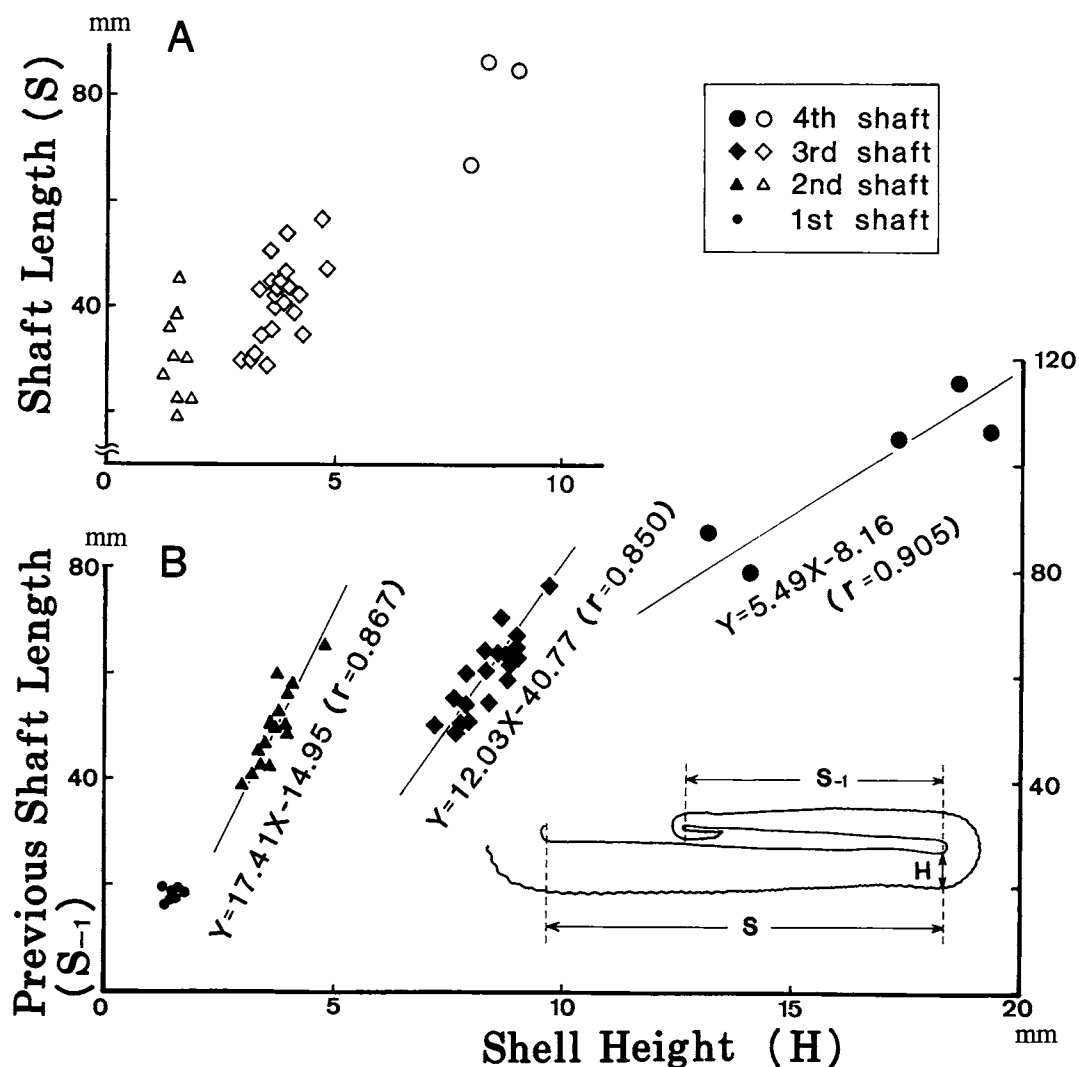 mm
A
Shaft Length (S)
80
40
0
5
10
4th shaft
3rd shaft
2nd shaft
1st shaft
mm
B
Previous Shaft Length
(S-1)
80
40
0
5
10
15
20
mm
120
80
40
Y=17.41X-14.95 (r=0.867)
Y=12.03X-40.77 (r=0.850)
Y=5.49X-8.16
(r=0.905)
S-1
H
S
Shell Height (H)